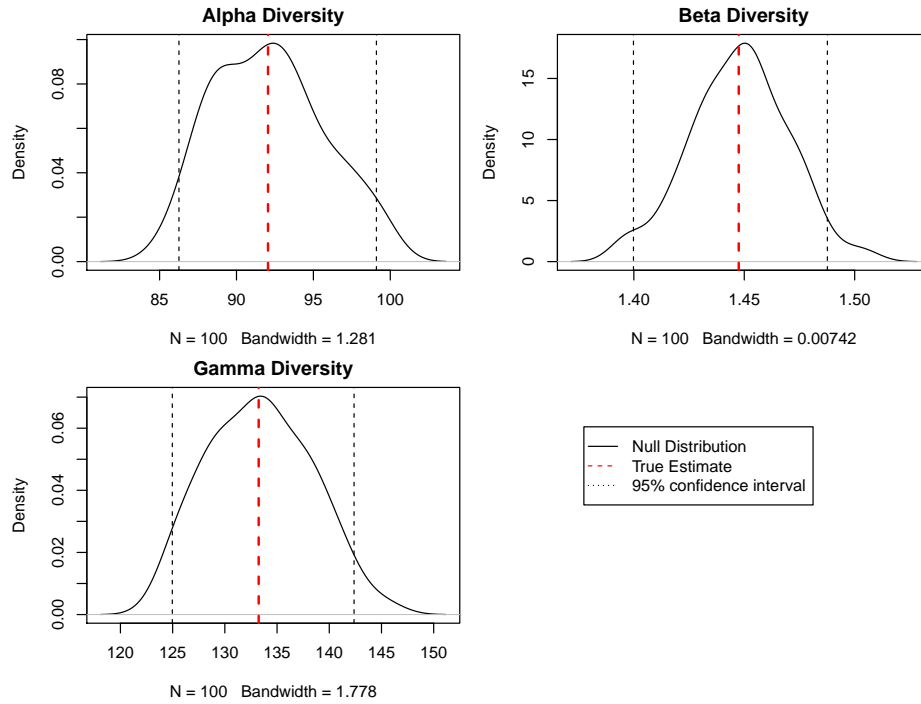 Alpha Diversity
Density
0.00
0.04
0.08
85
90
95
100
N = 100 Bandwidth = 1.281
Beta Diversity
Density
0
5
10
15
1.40
1.45
1.50
N = 100 Bandwidth = 0.00742
Gamma Diversity
Density
0.00
0.02
0.04
0.06
120
125
130
135
140
145
150
N = 100 Bandwidth = 1.778
Null Distribution
True Estimate
95% confidence interval